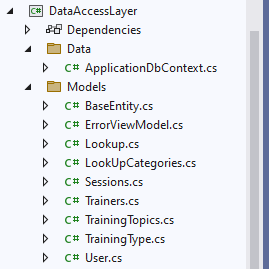 C# DataAccessLayer
Dependencies
Data
C# ApplicationDbContext.cs
Models
C# BaseEntity.cs
C# ErrorViewModel.cs
C# Lookup.cs
C# LookUpCategories.cs
C# Sessions.cs
C# Trainers.cs
C# TrainingTopics.cs
C# TrainingType.cs
C# User.cs